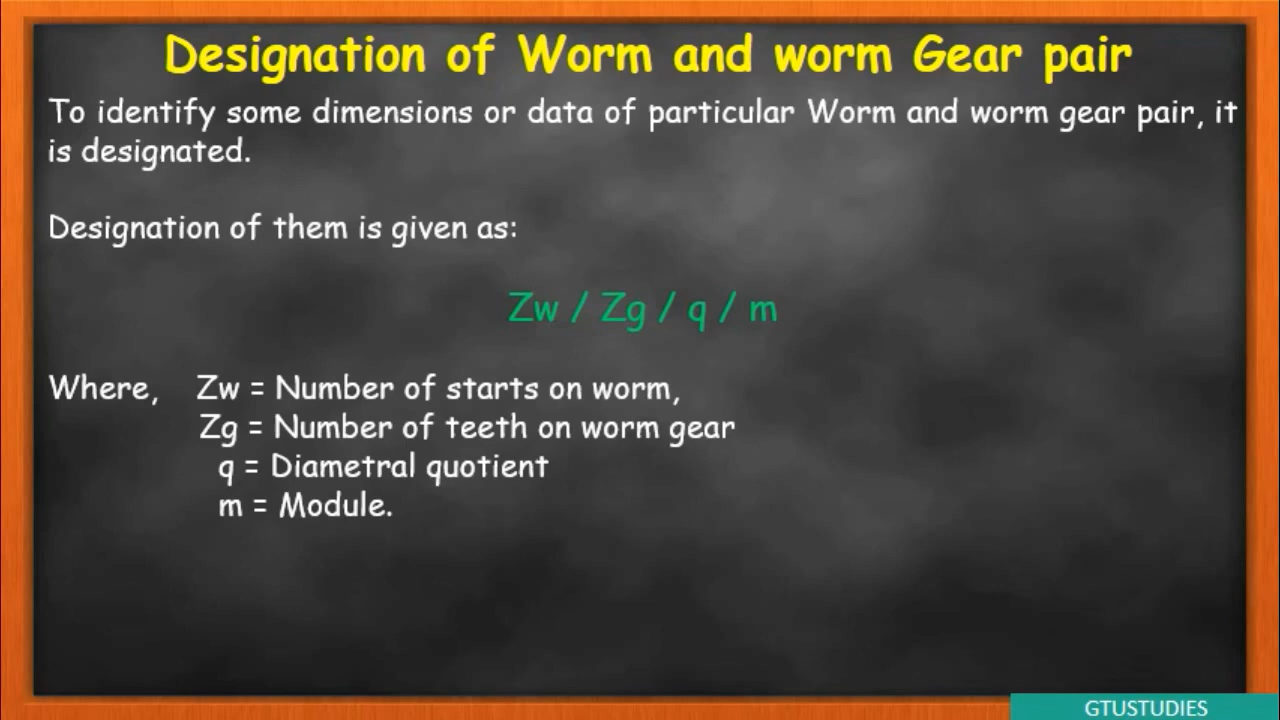 Designation of Worm and worm Gear pair
To identify some dimensions or data of particular Worm and worm gear pair, it
is designated.
Designation of them is given as:
Zw / Zg / q / m
Where, Zw = Number of starts on worm,
Zg = Number of teeth on worm gear
q = Diametral quotient
m = Module.
GTUSTUDIES